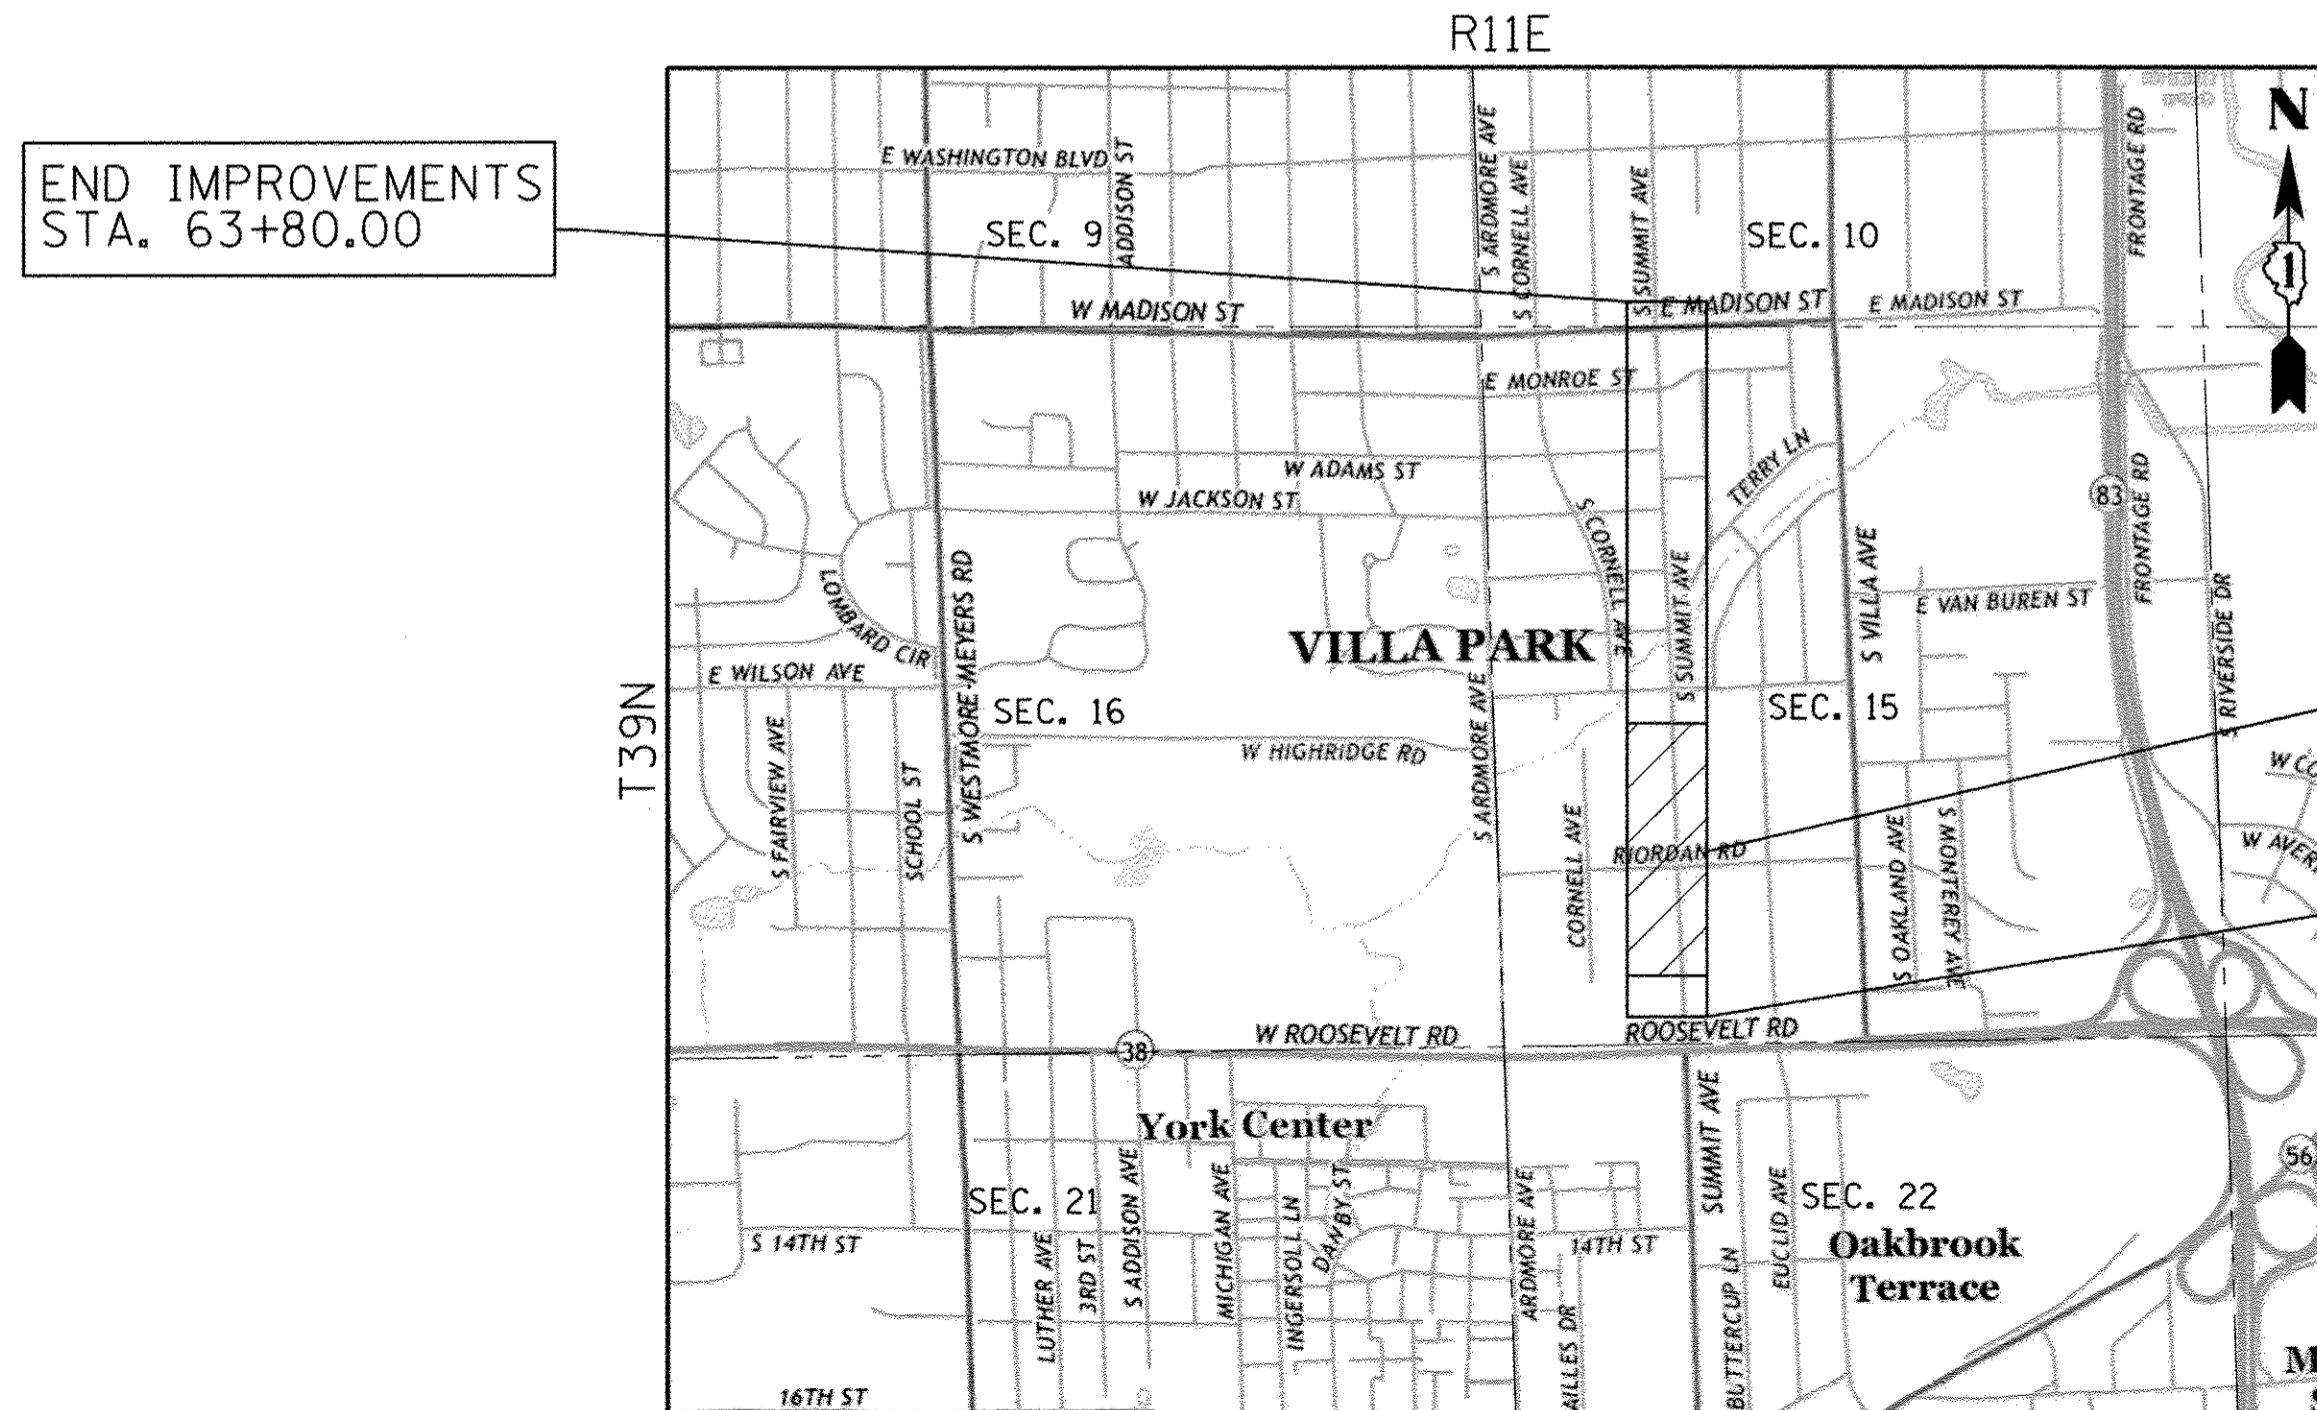 R11E
END IMPROVEMENTS
STA. 63+80.00
N
1
E WASHINGTON BLVD
ADDISON ST
S ARDMORE AVE
S CORNELL AVE
S SUMMIT AVE
FRONTAGE RD
SEC. 9
SEC. 10
W MADISON ST
E MADISON ST
E MADISON ST
E MONROE ST
W ADAMS ST
W JACKSON ST
TERRY LN
83
FRONTAGE RD
S CORNELL AVE
S SUMMIT AVE
S VILLA AVE
E VAN BUREN ST
S RIVERSIDE DR
LOMBARD CIR
S WESTMORE-MEYERS RD
VILLA PARK
E WILSON AVE
T39N
SEC. 16
SEC. 15
S ARDMORE AVE
W HIGHRIDGE RD
S FAIRVIEW AVE
SCHOOL ST
CORNELL AVE
RIORDAN RD
S OAKLAND AVE
S MONTEREY AVE
W CO
W AVER
W ROOSEVELT RD
ROOSEVELT RD
38
York Center
SUMMIT AVE
56
SEC. 21
SEC. 22
S 14TH ST
LUTHER AVE
3RD ST
S ADDISON AVE
MICHIGAN AVE
INGERSOLL LN
DANBY ST
ARDMORE AVE
14TH ST
EUCLID AVE
Oakbrook
Terrace
AILLES DR
BUTTERCUP LN
16TH ST
M